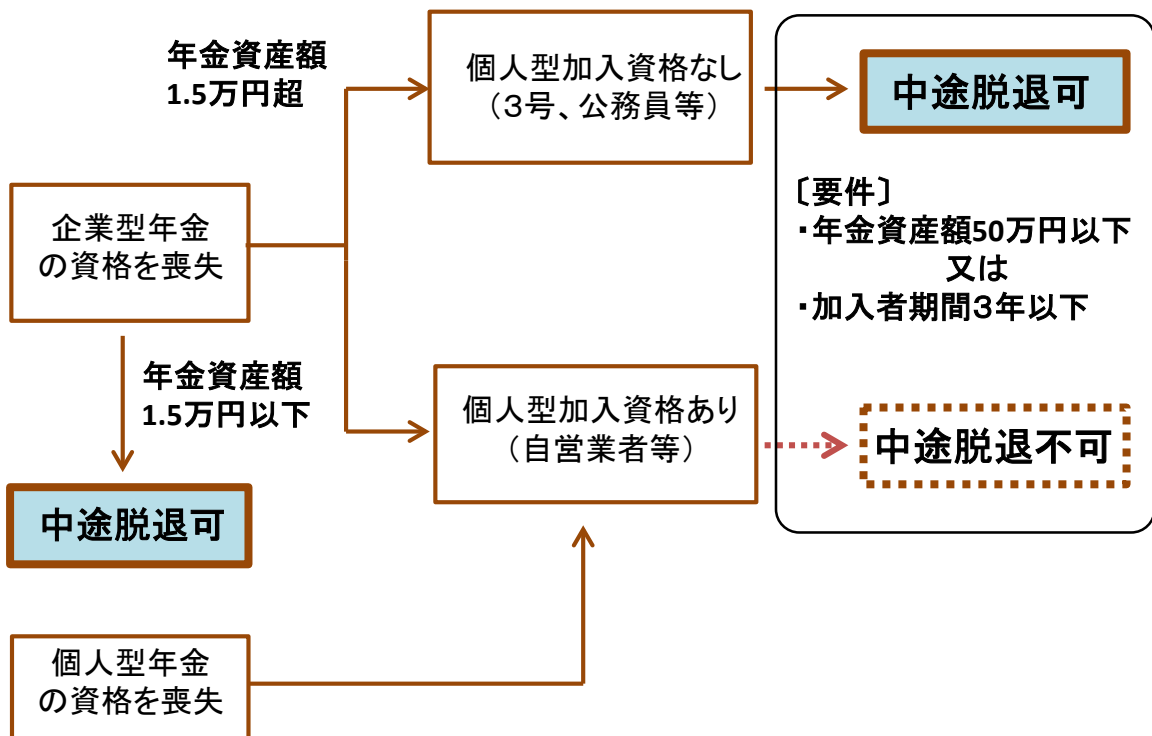 年金資産額
1.5万円超
個人型加入資格なし
（3号、公務員等）
中途脱退可
〔要件〕
・年金資産額50万円以下
又は
・加入者期間３年以下
企業型年金
の資格を喪失
年金資産額
1.5万円以下
個人型加入資格あり
（自営業者等）
中途脱退不可
中途脱退可
個人型年金
の資格を喪失